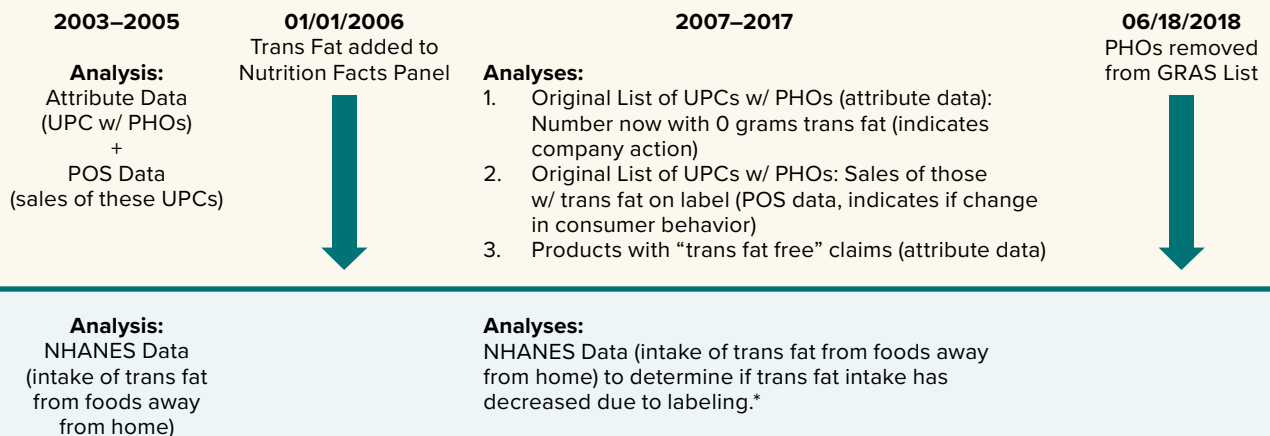 2003–2005
Analysis:
Attribute Data
(UPC w/ PHOs)
+
POS Data
(sales of these UPCs)
01/01/2006
Trans Fat added to
Nutrition Facts Panel
2007–2017
Analyses:
1. Original List of UPCs w/ PHOs (attribute data):
Number now with 0 grams trans fat (indicates
company action)
2. Original List of UPCs w/ PHOs: Sales of those
w/ trans fat on label (POS data, indicates if change
in consumer behavior)
3. Products with “trans fat free” claims (attribute data)
06/18/2018
PHOs removed
from GRAS List
Analysis:
NHANES Data
(intake of trans fat
from foods away
from home)
Analyses:
NHANES Data (intake of trans fat from foods away
from home) to determine if trans fat intake has
decreased due to labeling.*